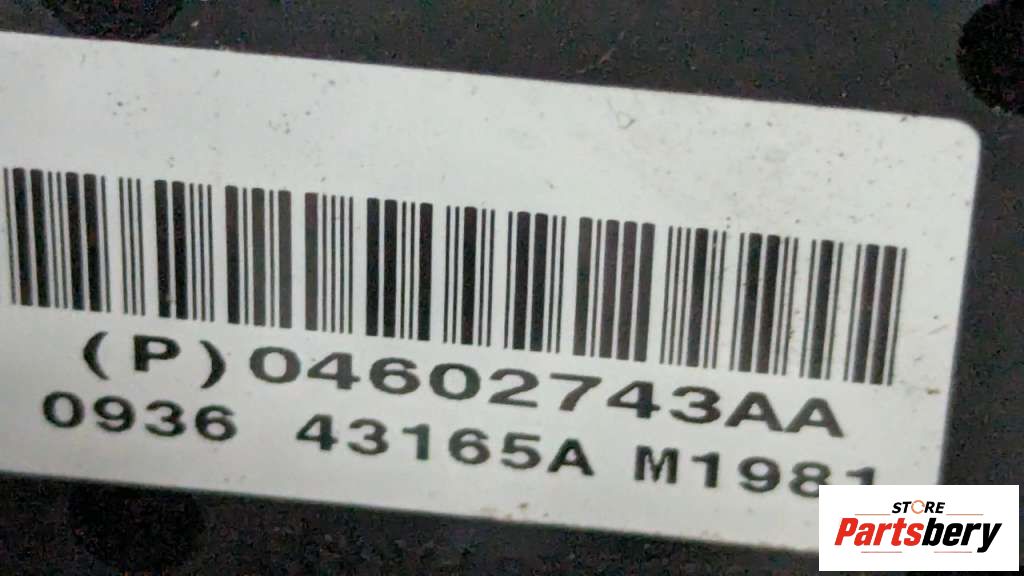 (P)04602743AA
0936 43165A M1981
STORE
Partsbery